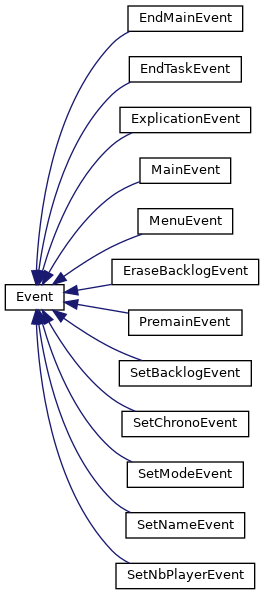 EndMainEvent
EndTaskEvent
ExplicationEvent
MainEvent
MenuEvent
EraseBacklogEvent
Event
PremainEvent
SetBacklogEvent
SetChronoEvent
SetModeEvent
SetNameEvent
SetNbPlayerEvent